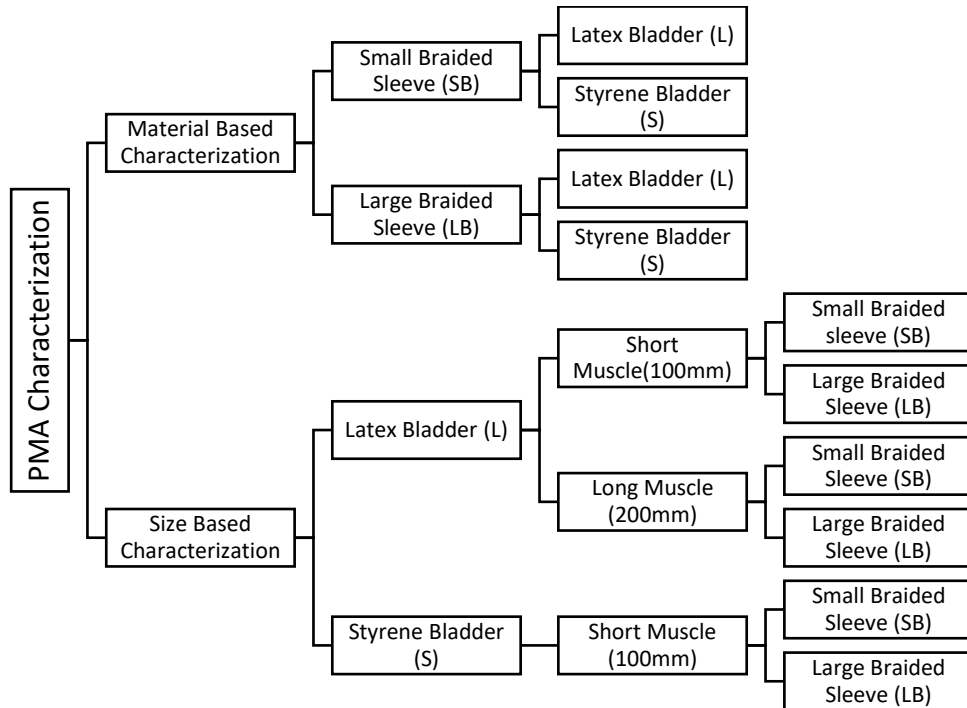 PMA Characterization
Material Based
Characterization
Small Braided
Sleeve (SB)
Latex Bladder (L)
Styrene Bladder
(S)
Large Braided
Sleeve (LB)
Latex Bladder (L)
Styrene Bladder
(S)
Size Based
Characterization
Latex Bladder (L)
Short
Muscle(100mm)
Small Braided
sleeve (SB)
Large Braided
Sleeve (LB)
Long Muscle
(200mm)
Small Braided
Sleeve (SB)
Large Braided
Sleeve (LB)
Styrene Bladder
(S)
Short Muscle
(100mm)
Small Braided
Sleeve (SB)
Large Braided
Sleeve (LB)